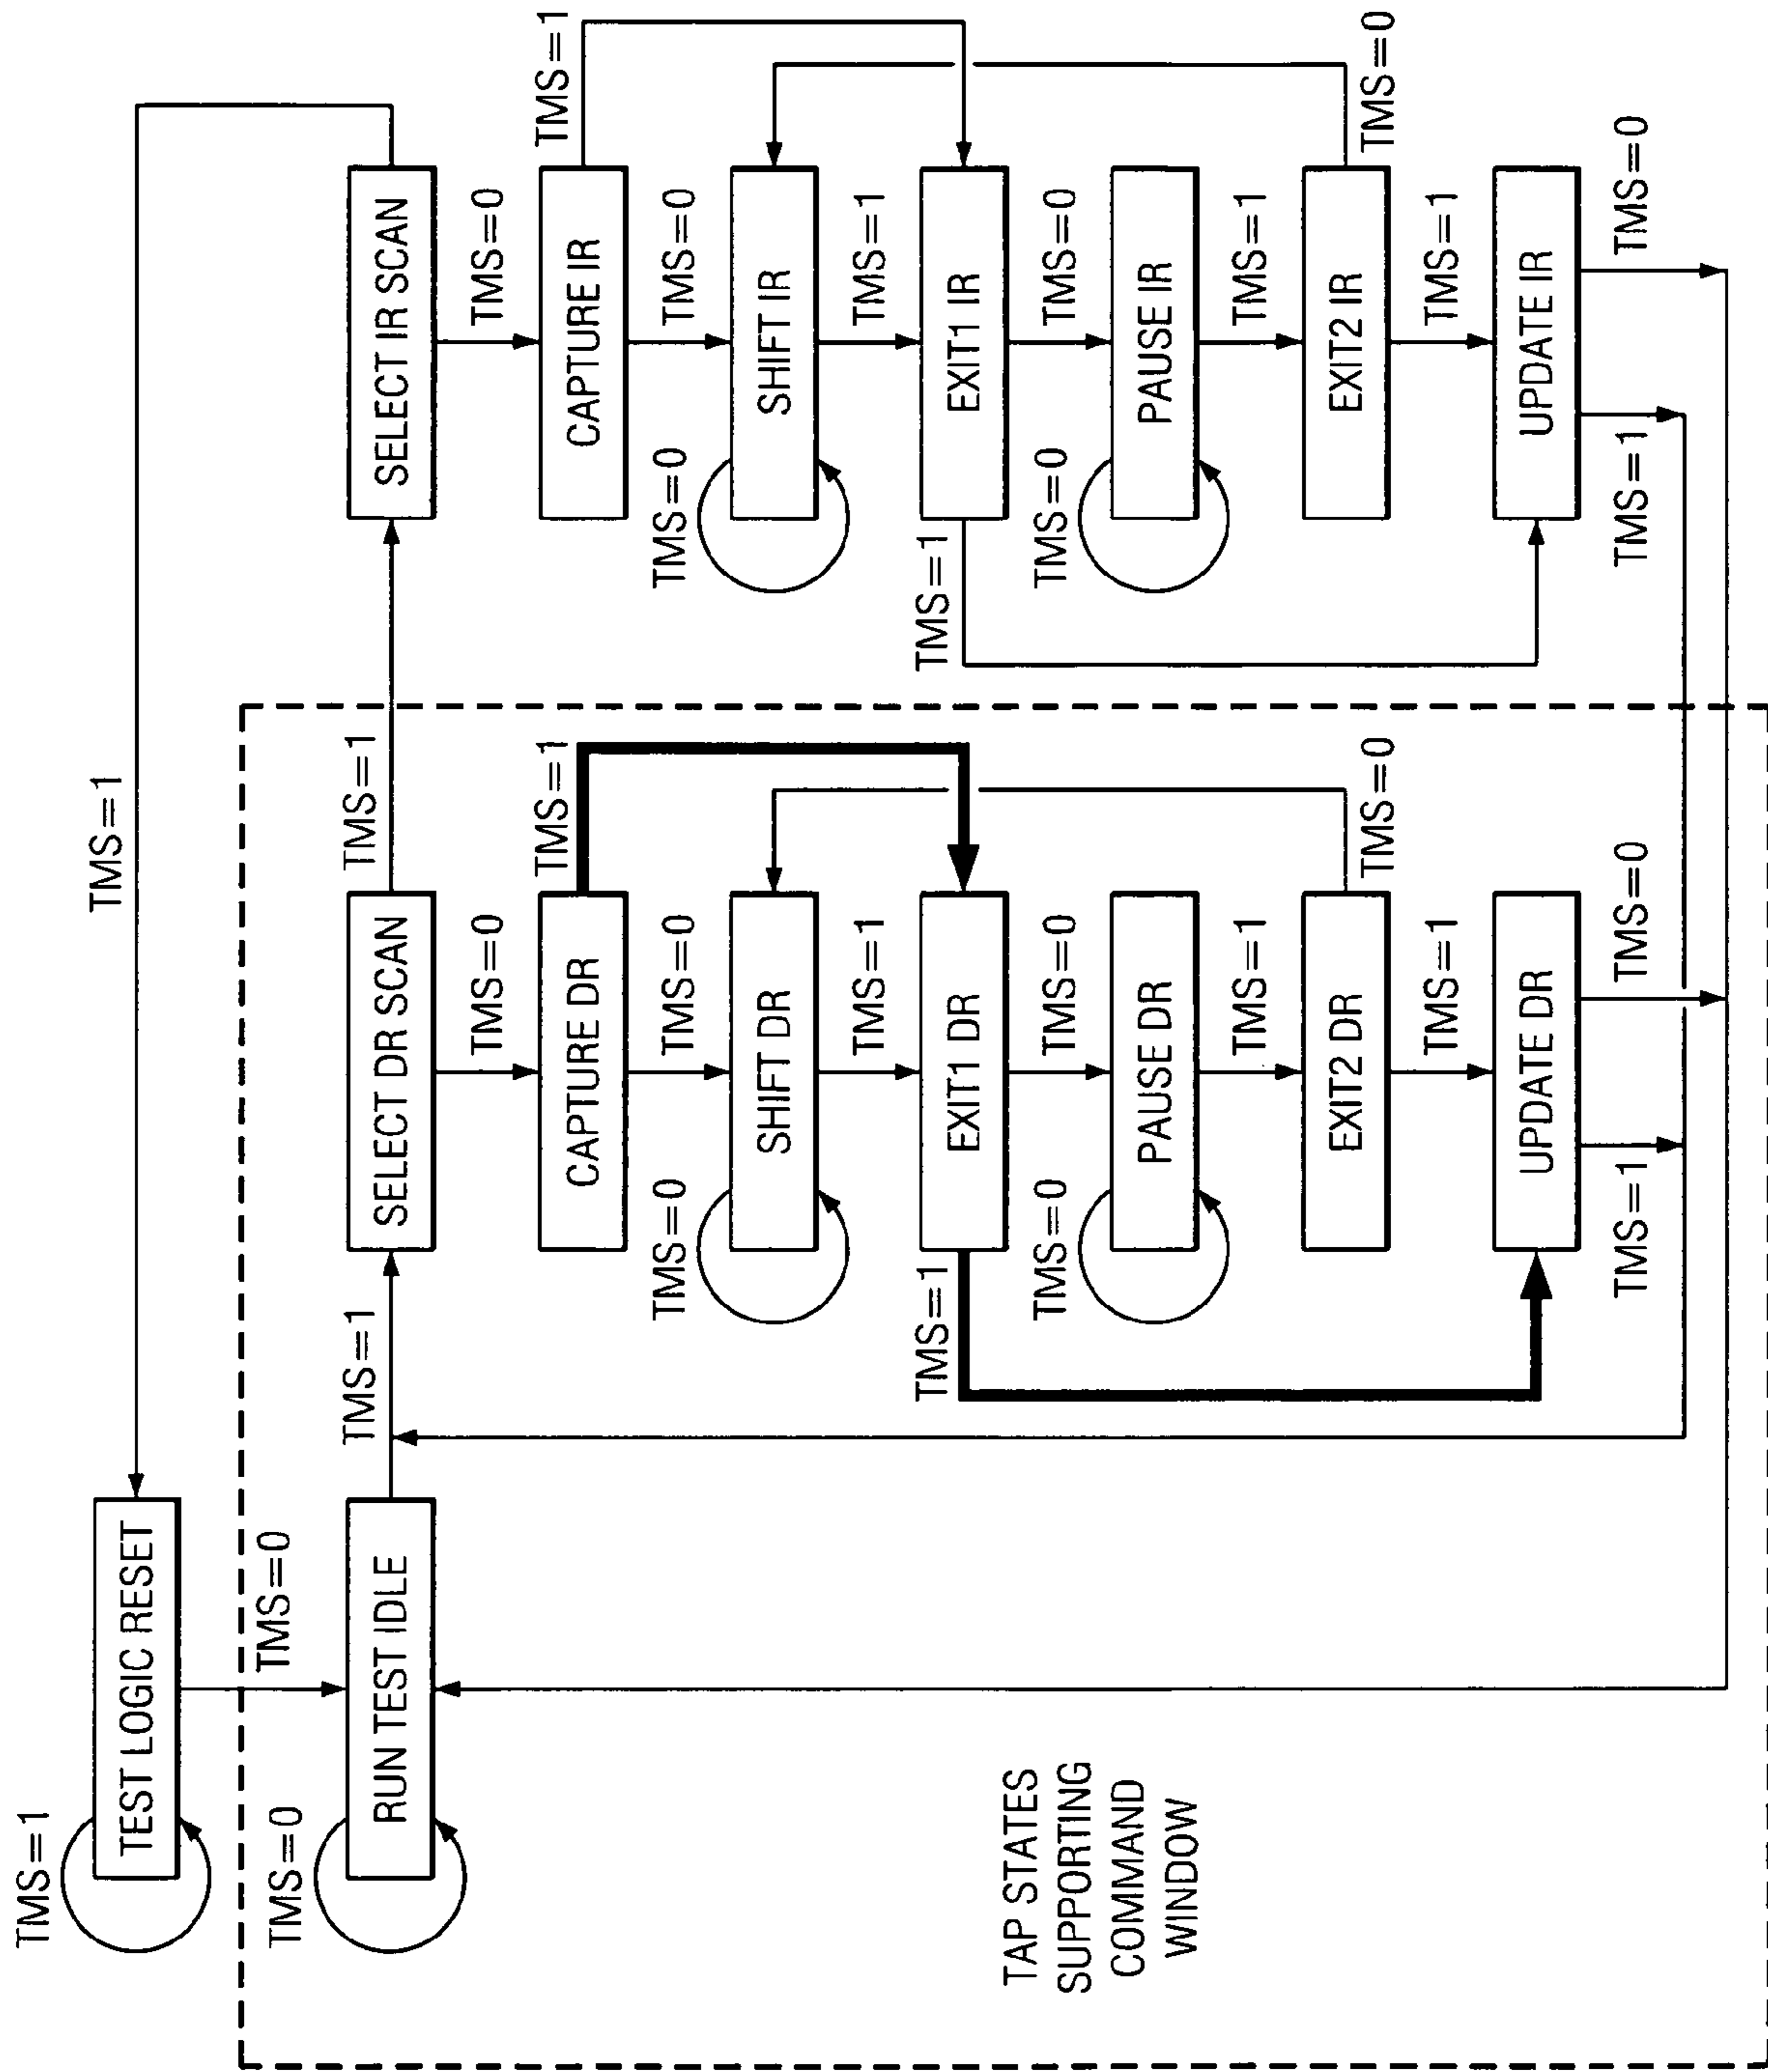 TMS=1
TEST LOGIC RESET
TMS=1
TMS=0
TMS=0
RUN TEST IDLE
TMS=1
SELECT DR SCAN
TMS=1
SELECT IR SCAN
TMS=0
TMS=0
CAPTURE DR
TMS=1
CAPTURE IR
TMS=1
TMS=0
TMS=0
TMS=0
TMS=0
SHIFT DR
SHIFT IR
TMS=1
TMS=1
TMS=1
EXIT1 DR
TMS=1
EXIT1 IR
TMS=0
TMS=0
TMS=0
PAUSE DR
TMS=0
PAUSE IR
TMS=1
TMS=1
EXIT2 DR
TMS=0
EXIT2 IR
TMS=0
TMS=1
TMS=1
UPDATE DR
UPDATE IR
TMS=1
TMS=0
TMS=1
TMS=0
TAP STATES
SUPPORTING
COMMAND
WINDOW